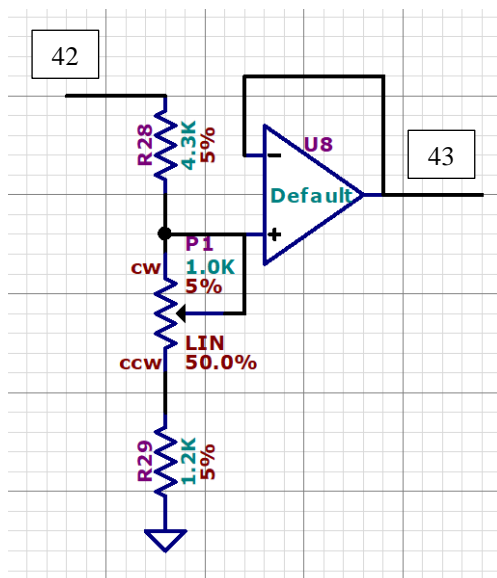 42
R28
4.3K
5%
U8
−
Default
+
43
P1
cw
1.0K
5%
LIN
ccw
50.0%
R29
1.2K
5%